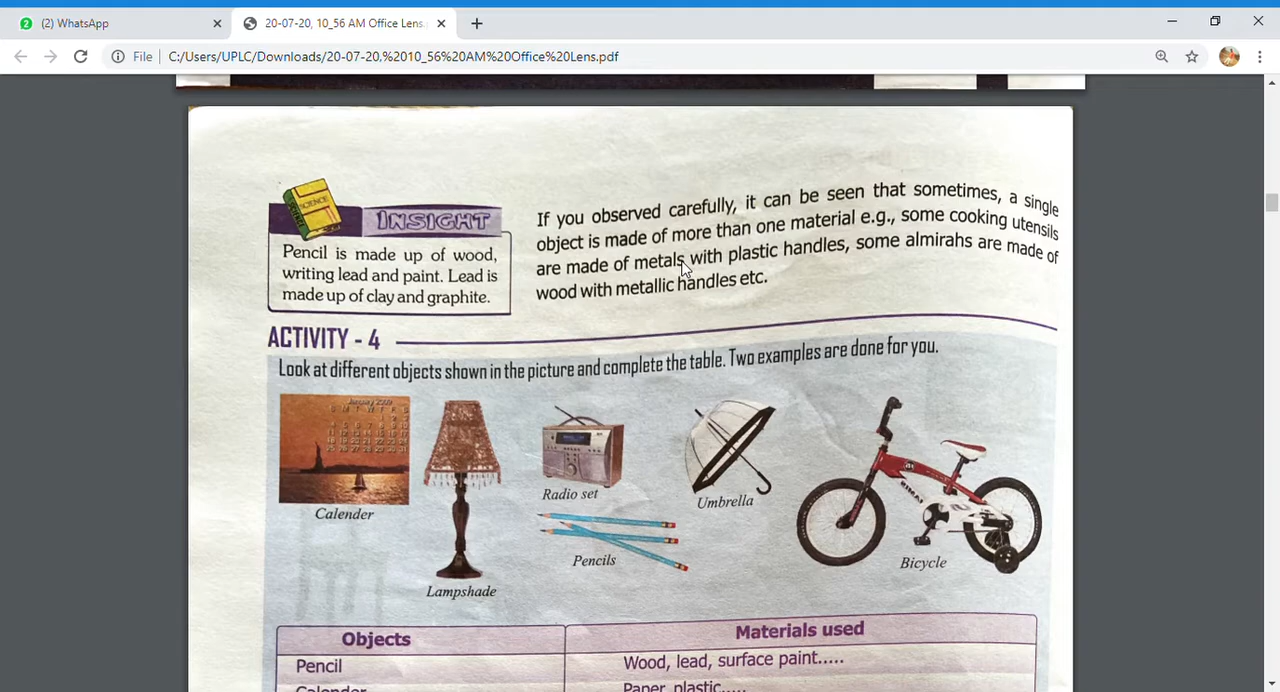 (2) WhatsApp
20-07-20, 10_56 AM Office Lens.
File C:/Users/UPLC/Downloads/20-07-20,%2010_56%20AM%20Office%20Lens.pdf
SCIENCE
INSIGHT
Pencil is made up of wood,
writing lead and paint. Lead is
made up of clay and graphite.
If you observed carefully, it can be seen that sometimes, a single
object is made of more than one material e.g., some cooking utensils
are made of metals with plastic handles, some almirahs are made of
wood with metallic handles etc.
ACTIVITY - 4
Look at different objects shown in the picture and complete the table. Two examples are done for you.
January 2009
Calender
Lampshade
Radio set
Pencils
Umbrella
Bicycle
Objects Materials used
Pencil Wood, lead, surface paint.....
Calender Paper, plastic.....